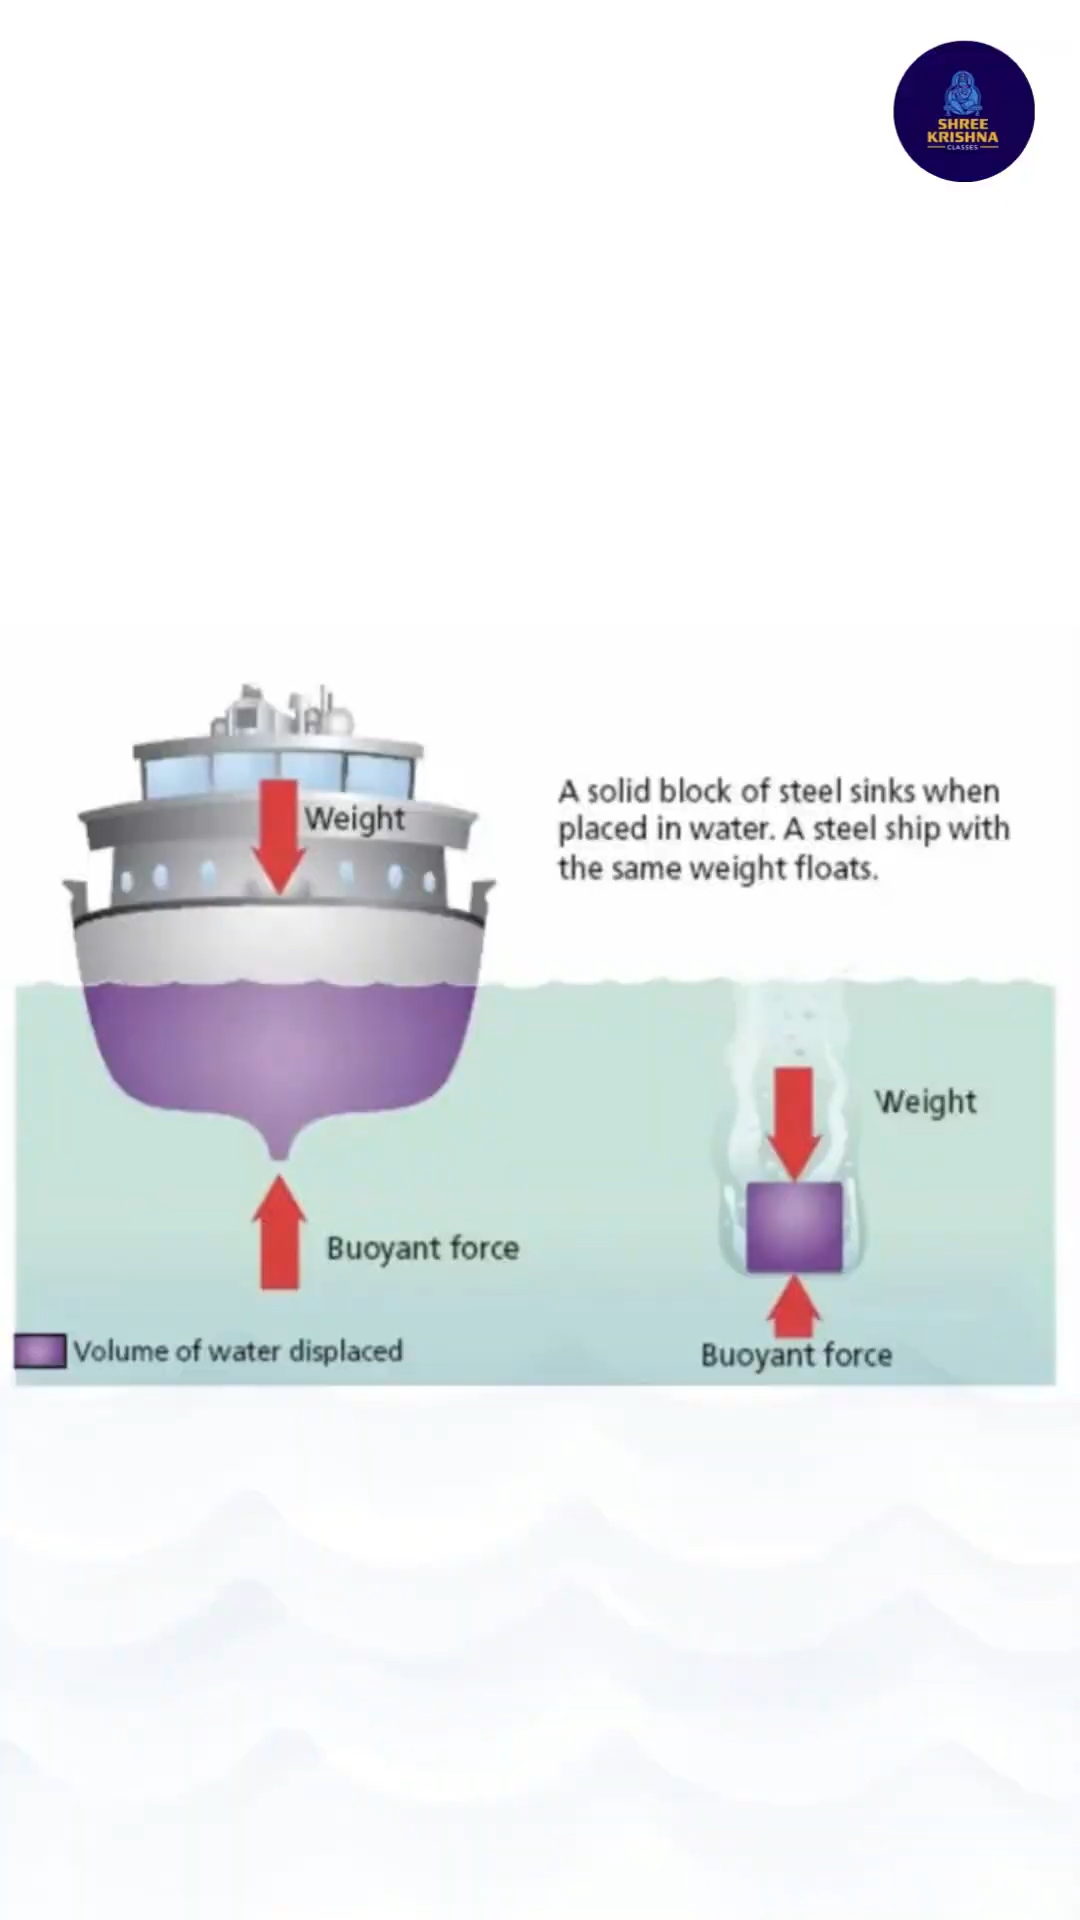 SHREE
KRISHNA
CLASSES
Weight
A solid block of steel sinks when
placed in water. A steel ship with
the same weight floats.
Weight
Buoyant force
Volume of water displaced
Buoyant force